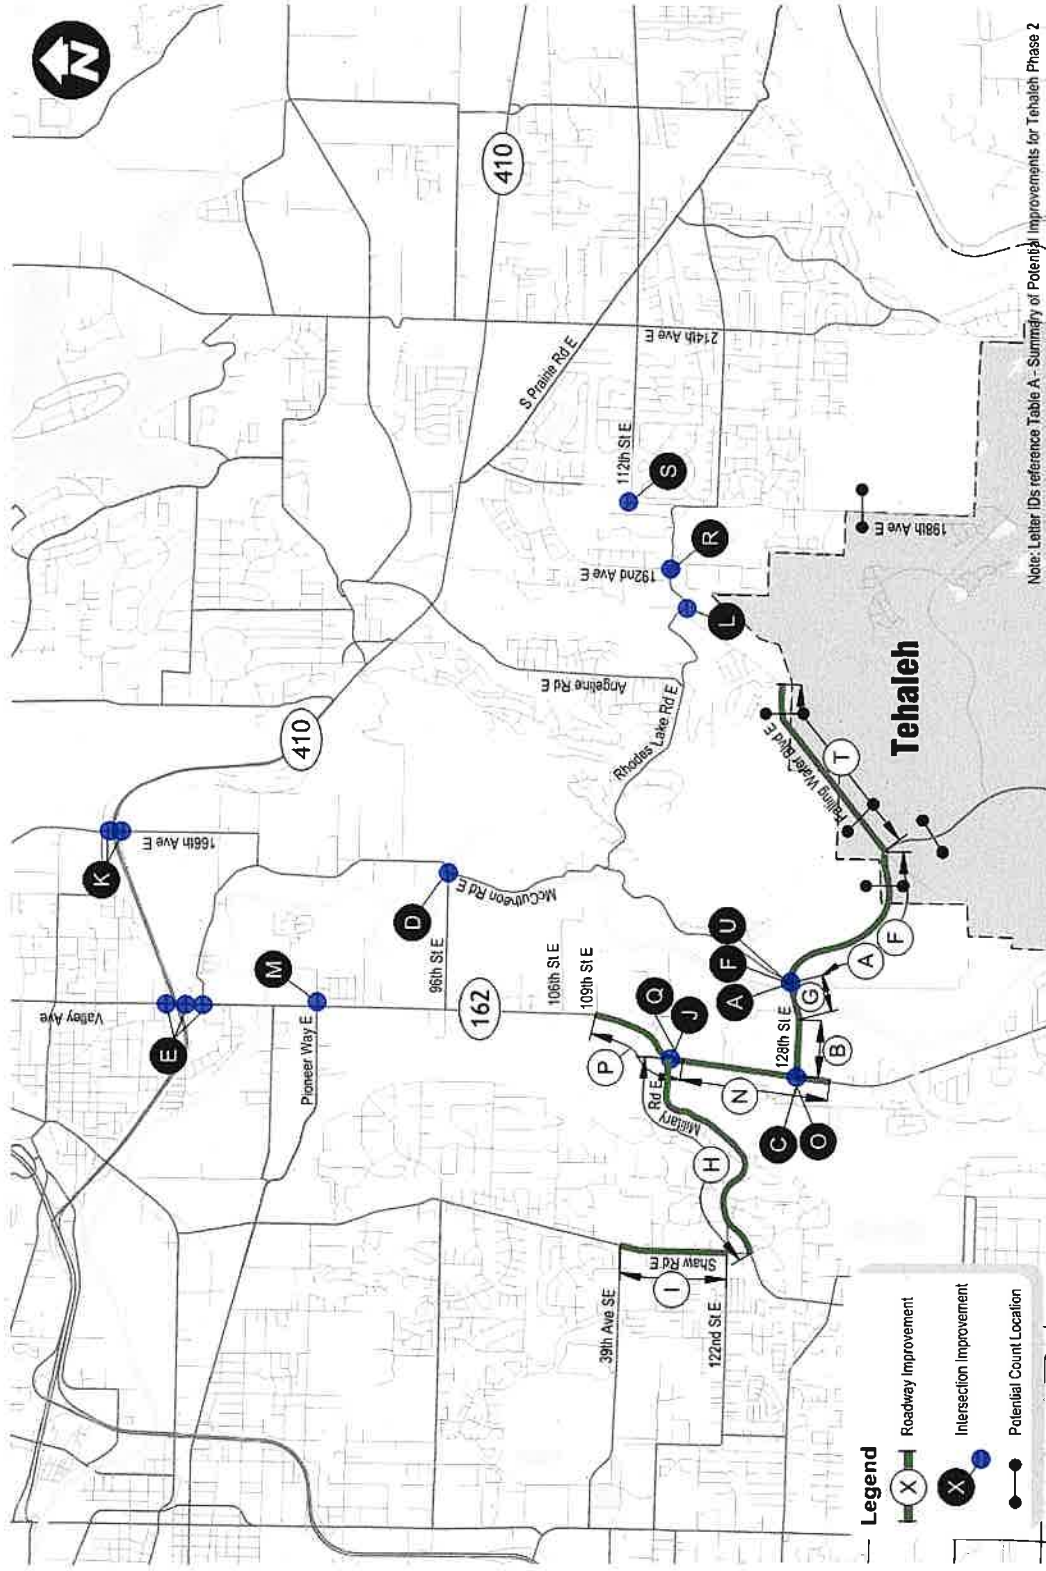 N
410
410
S Prairie Rd E
214th Ave E
112th St E
S
192nd Ave E
R
L
198th Ave E
Angeline Rd E
Rhodes Lake Rd E
166th Ave E
K
McCutheon Rd E
D
96th St E
M
Valley Ave
E
Pioneer Way E
162
106th St E
109th St E
Tehaleh
Falling Water Blvd E
T
F
A
G
B
U
F
A
128th St E
Q
J
P
N
C
O
Military
Rd E
H
Shaw Rd E
I
39th Ave SE
122nd St E
Legend
X Roadway Improvement
X Intersection Improvement
Potential Count Location
Note: Letter IDs reference Table A - Summary of Potential Improvements for Tehaleh Phase 2